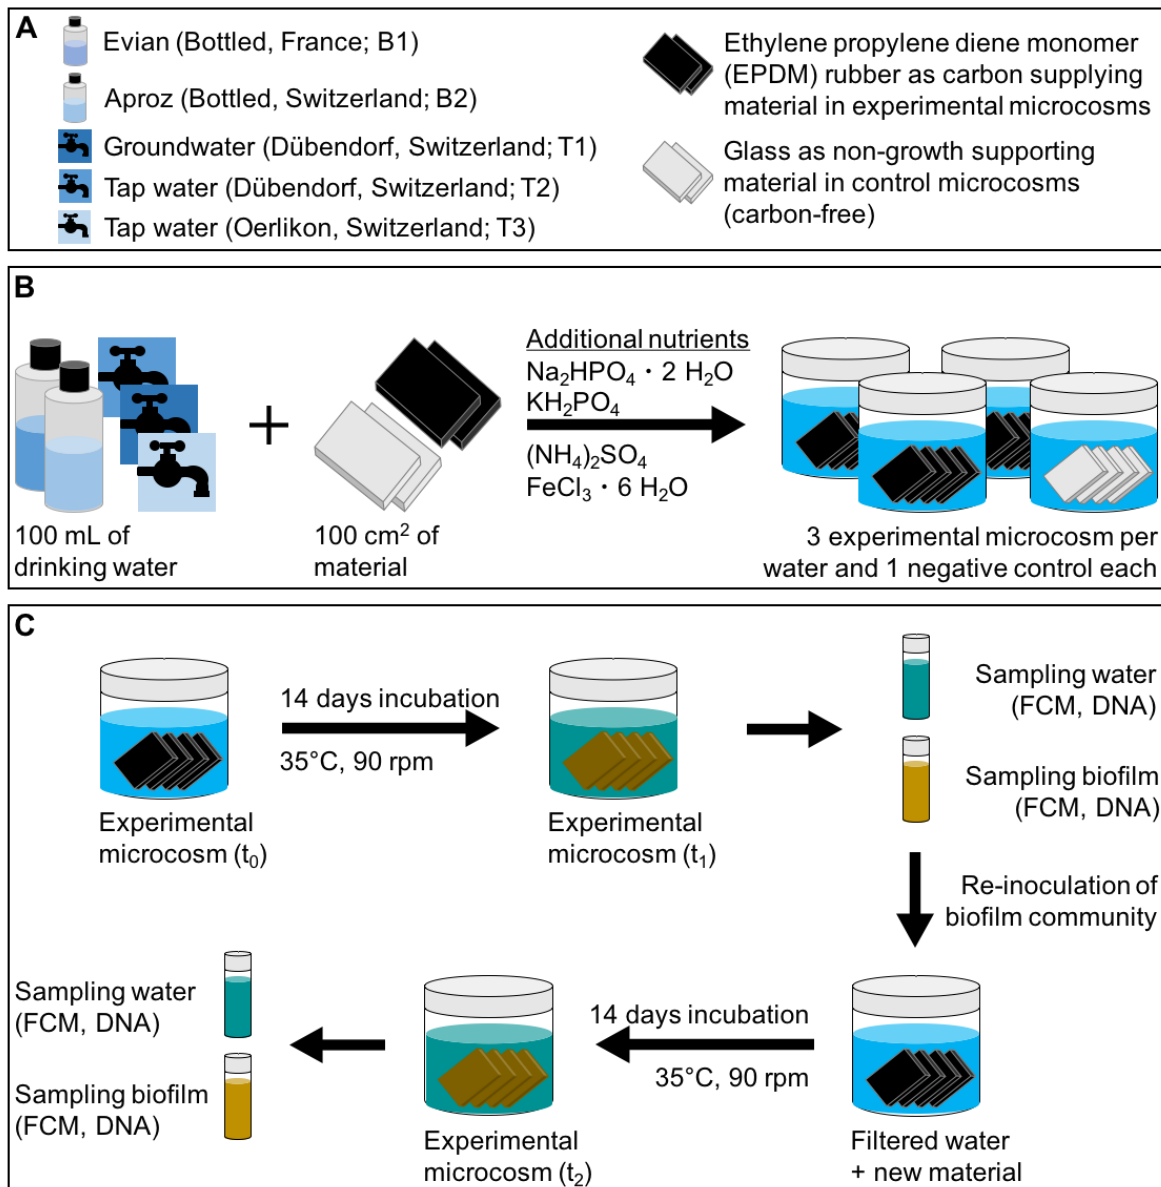 A
Evian (Bottled, France; B1)
Aproz (Bottled, Switzerland; B2)
Groundwater (Dübendorf, Switzerland; T1)
Tap water (Dübendorf, Switzerland; T2)
Tap water (Oerlikon, Switzerland; T3)
Ethylene propylene diene monomer
(EPDM) rubber as carbon supplying
material in experimental microcosms
Glass as non-growth supporting
material in control microcosms
(carbon-free)
B
100 mL of
drinking water
+
100 cm² of
material
Additional nutrients
Na₂HPO₄ · 2 H₂O
KH₂PO₄
(NH₄)₂SO₄
FeCl₃ · 6 H₂O
3 experimental microcosm per
water and 1 negative control each
C
Experimental
microcosm (t₀)
14 days incubation
35°C, 90 rpm
Experimental
microcosm (t₁)
Sampling water
(FCM, DNA)
Sampling biofilm
(FCM, DNA)
Re-inoculation of
biofilm community
Filtered water
+ new material
14 days incubation
35°C, 90 rpm
Experimental
microcosm (t₂)
Sampling water
(FCM, DNA)
Sampling biofilm
(FCM, DNA)